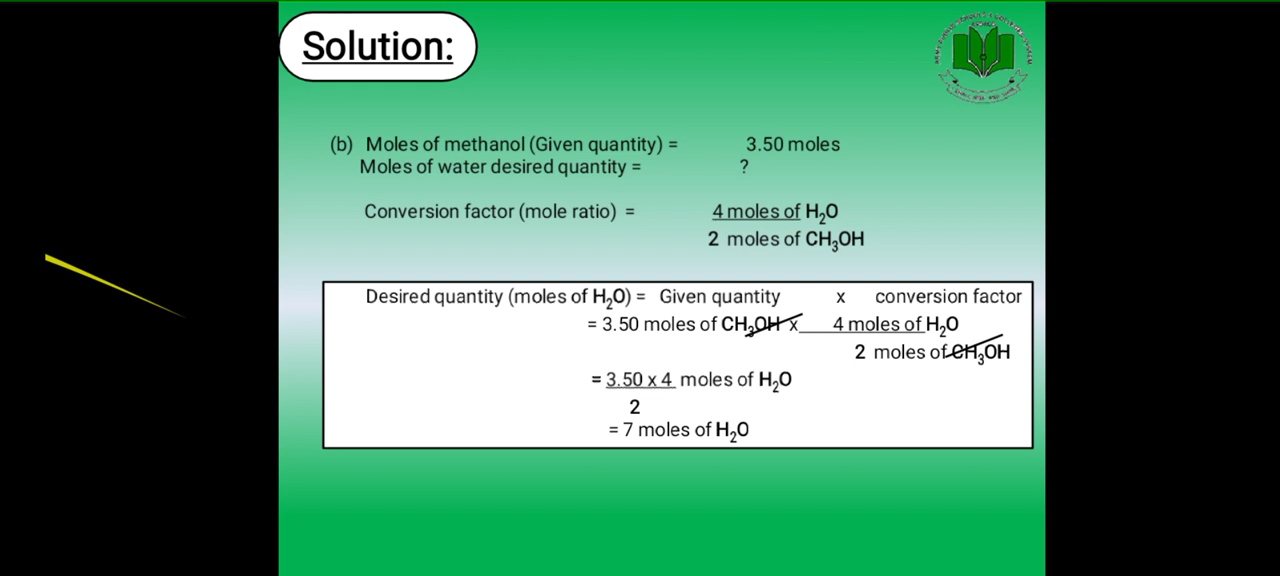 Solution:
(b) Moles of methanol (Given quantity) = 3.50 moles
Moles of water desired quantity = ?
Conversion factor (mole ratio) = 4 moles of H₂O
2 moles of CH₃OH
Desired quantity (moles of H₂O) = Given quantity x conversion factor
= 3.50 moles of CH₃OH x 4 moles of H₂O
2 moles of CH₃OH
= 3.50 x 4 moles of H₂O
2
= 7 moles of H₂O